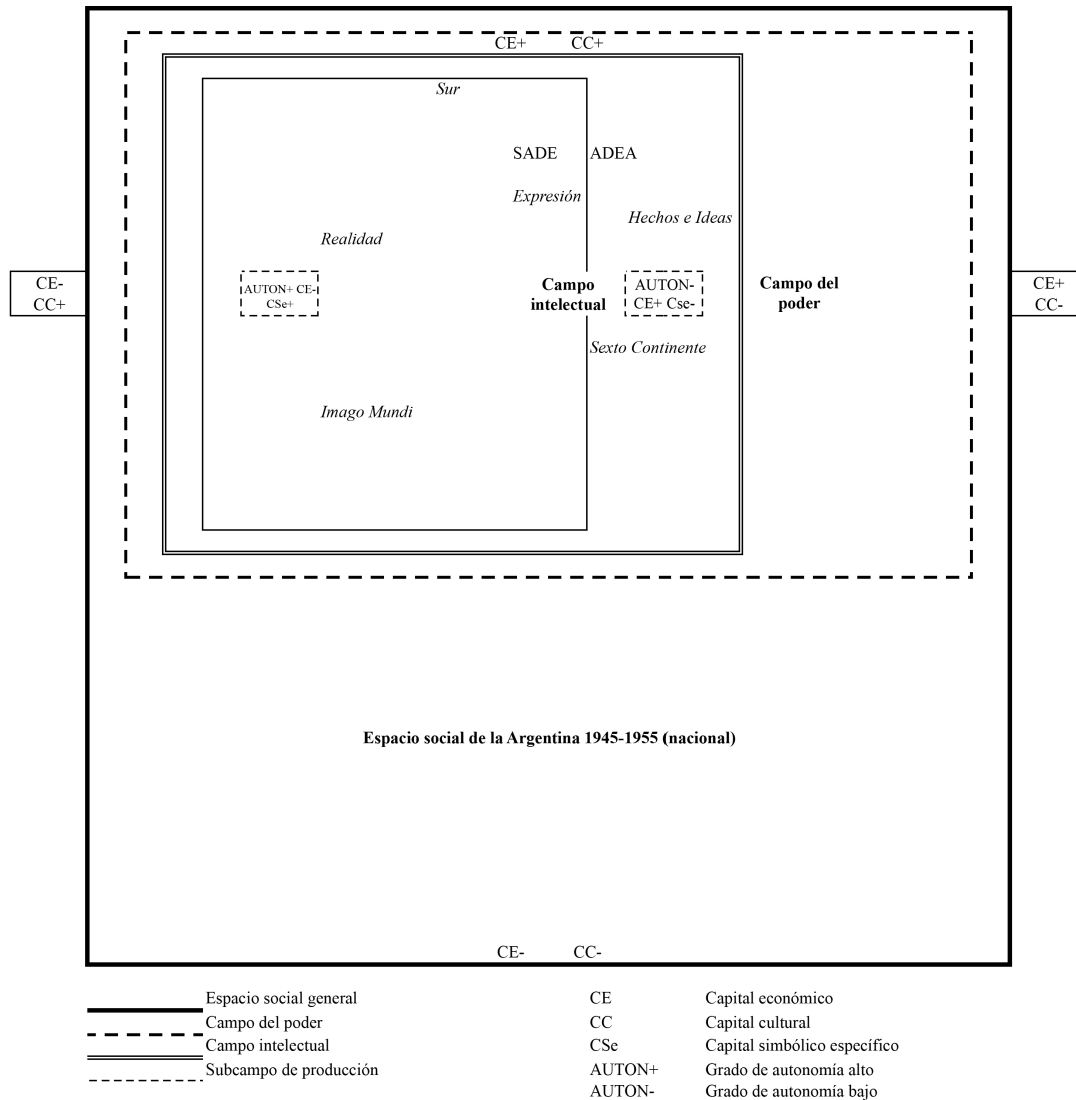 CE+ CC+
Sur
SADE ADEA
Expresión
Hechos e Ideas
Realidad
CE-
CC+
AUTON+ CE-
CSe+
Campo
intelectual
AUTON-
CE+ Cse-
Campo del
poder
CE+
CC-
Sexto Continente
Imago Mundi
Espacio social de la Argentina 1945-1955 (nacional)
CE- CC-
Espacio social general
Campo del poder
Campo intelectual
Subcampo de producción
CE Capital económico
CC Capital cultural
CSe Capital simbólico específico
AUTON+ Grado de autonomía alto
AUTON- Grado de autonomía bajo